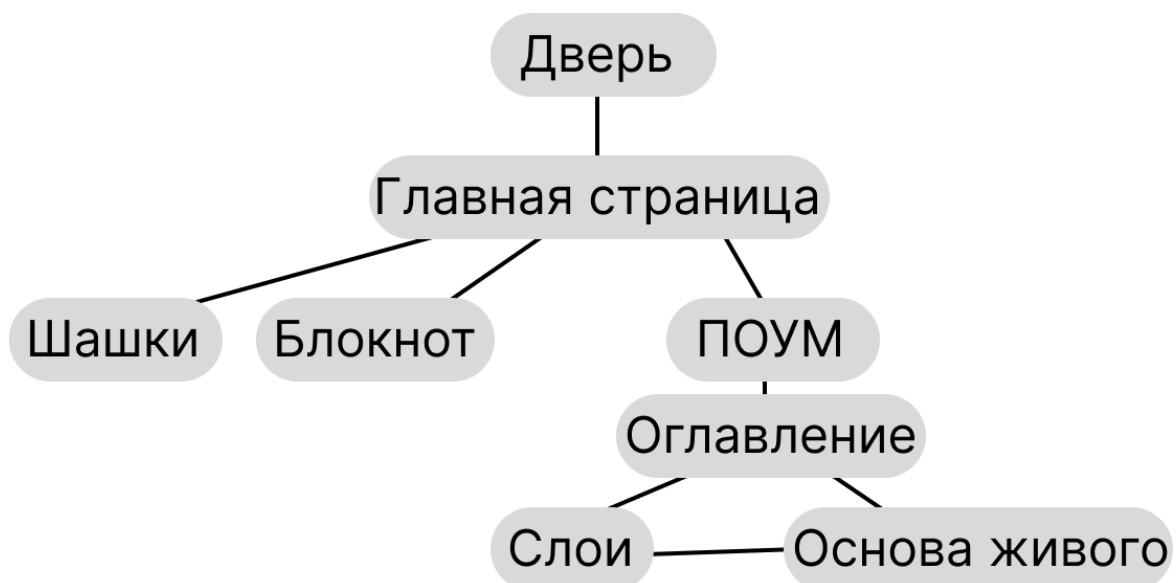 Дверь
Главная страница
Шашки
Блокнот
ПОУМ
Оглавление
Слои
Основа живого